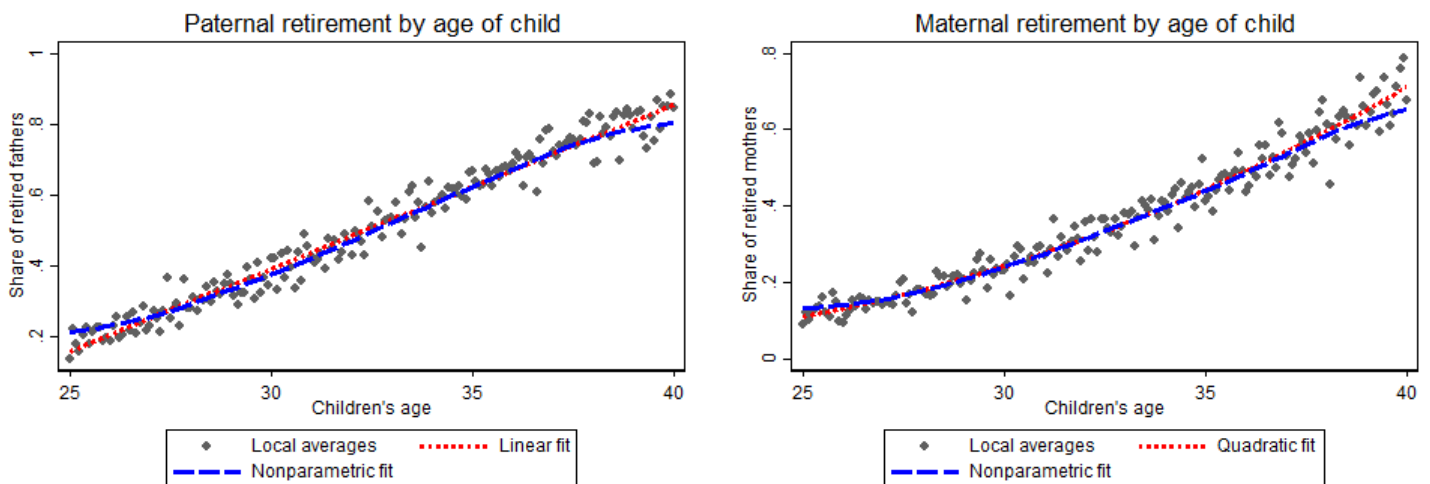 Paternal retirement by age of child
Share of retired fathers
1
.8
.6
.4
.2
25 30 35 40
Children's age
Local averages Linear fit
Nonparametric fit
Maternal retirement by age of child
Share of retired mothers
.8
.6
.4
.2
0
25 30 35 40
Children's age
Local averages Quadratic fit
Nonparametric fit